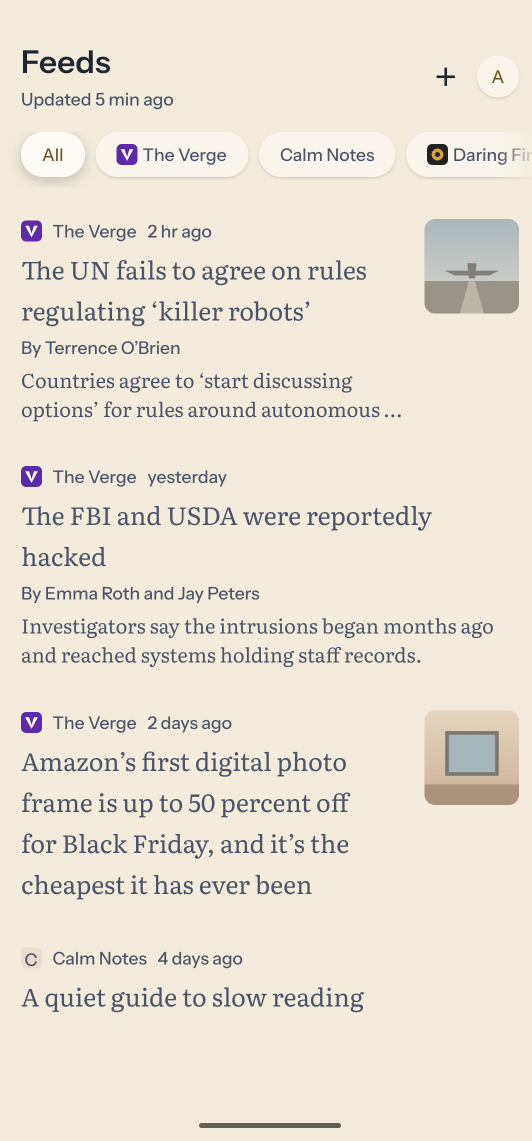 Feeds
Updated 5 min ago
A
All
The Verge
Calm Notes
Daring Fir
The Verge 2 hr ago
The UN fails to agree on rules
regulating ‘killer robots’
By Terrence O’Brien
Countries agree to ‘start discussing
options’ for rules around autonomous …
The Verge yesterday
The FBI and USDA were reportedly
hacked
By Emma Roth and Jay Peters
Investigators say the intrusions began months ago
and reached systems holding staff records.
The Verge 2 days ago
Amazon’s first digital photo
frame is up to 50 percent off
for Black Friday, and it’s the
cheapest it has ever been
C Calm Notes 4 days ago
A quiet guide to slow reading